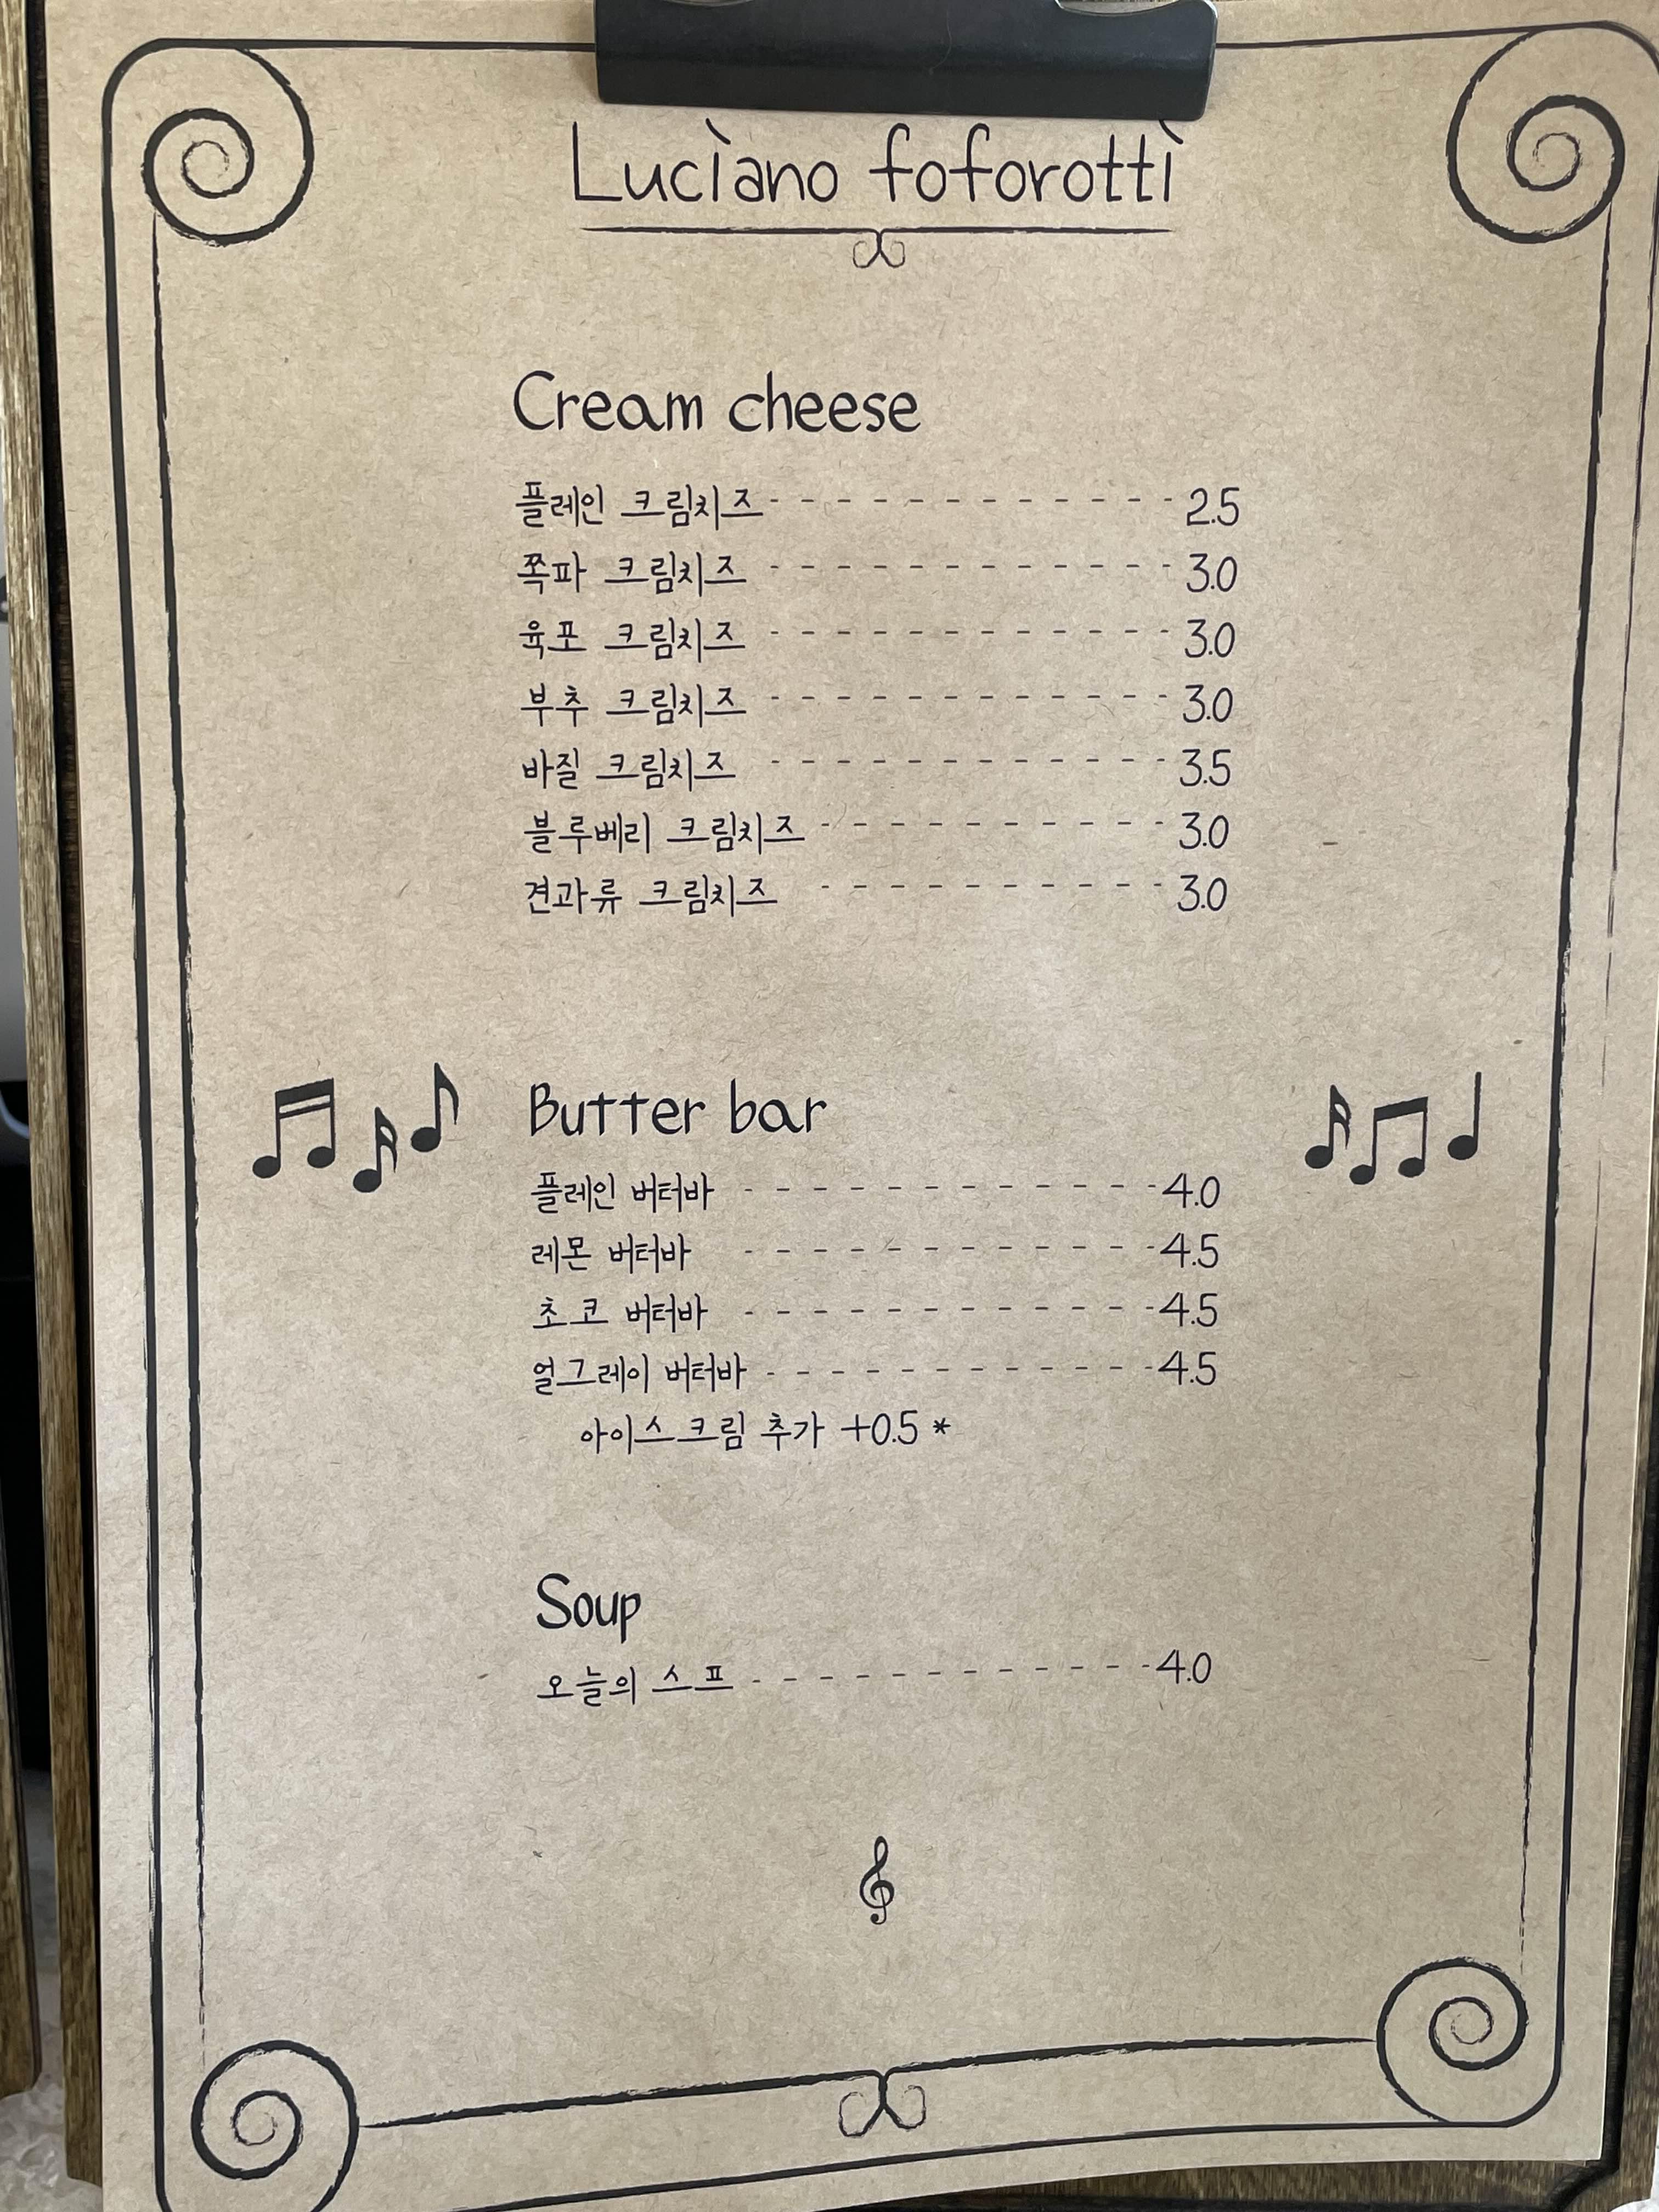 Luciano foforotti
Cream cheese
플레인 크림치즈 - - - - - - - - - - - - 2.5
쪽파 크림치즈 - - - - - - - - - - - - 3.0
육포 크림치즈 - - - - - - - - - - - - 3.0
부추 크림치즈 - - - - - - - - - - - - 3.0
바질 크림치즈 - - - - - - - - - - - - 3.5
블루베리 크림치즈 - - - - - - - - - - 3.0
견과류 크림치즈 - - - - - - - - - - 3.0
Butter bar
플레인 버터바 - - - - - - - - - - - - 4.0
레몬 버터바 - - - - - - - - - - - - 4.5
초코 버터바 - - - - - - - - - - - - 4.5
얼그레이 버터바 - - - - - - - - - - - - 4.5
아이스크림 추가 +0.5 *
Soup
오늘의 스프 - - - - - - - - - - - - 4.0